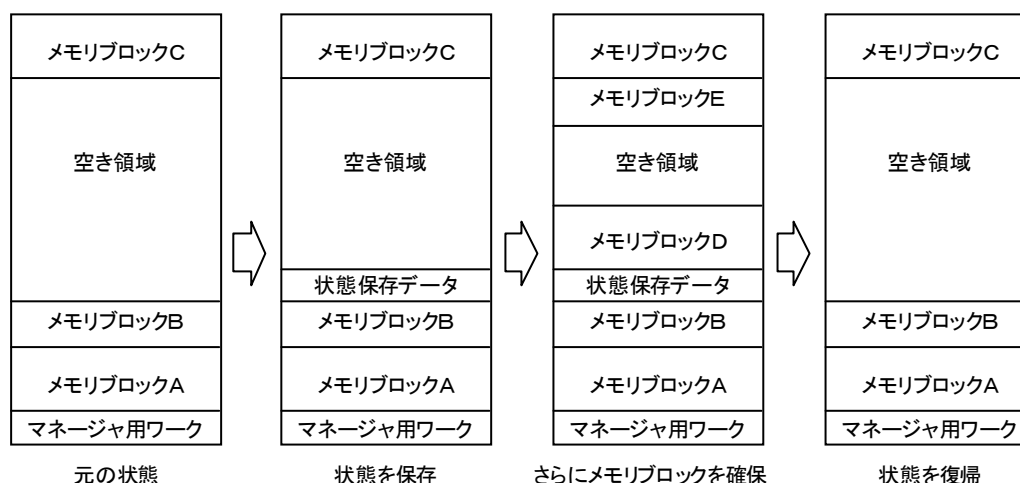 メモリブロックC
空き領域
メモリブロックB
メモリブロックA
マネージャ用ワーク
元の状態
メモリブロックC
空き領域
状態保存データ
メモリブロックB
メモリブロックA
マネージャ用ワーク
状態を保存
メモリブロックC
メモリブロックE
空き領域
メモリブロックD
状態保存データ
メモリブロックB
メモリブロックA
マネージャ用ワーク
さらにメモリブロックを確保
メモリブロックC
空き領域
メモリブロックB
メモリブロックA
マネージャ用ワーク
状態を復帰